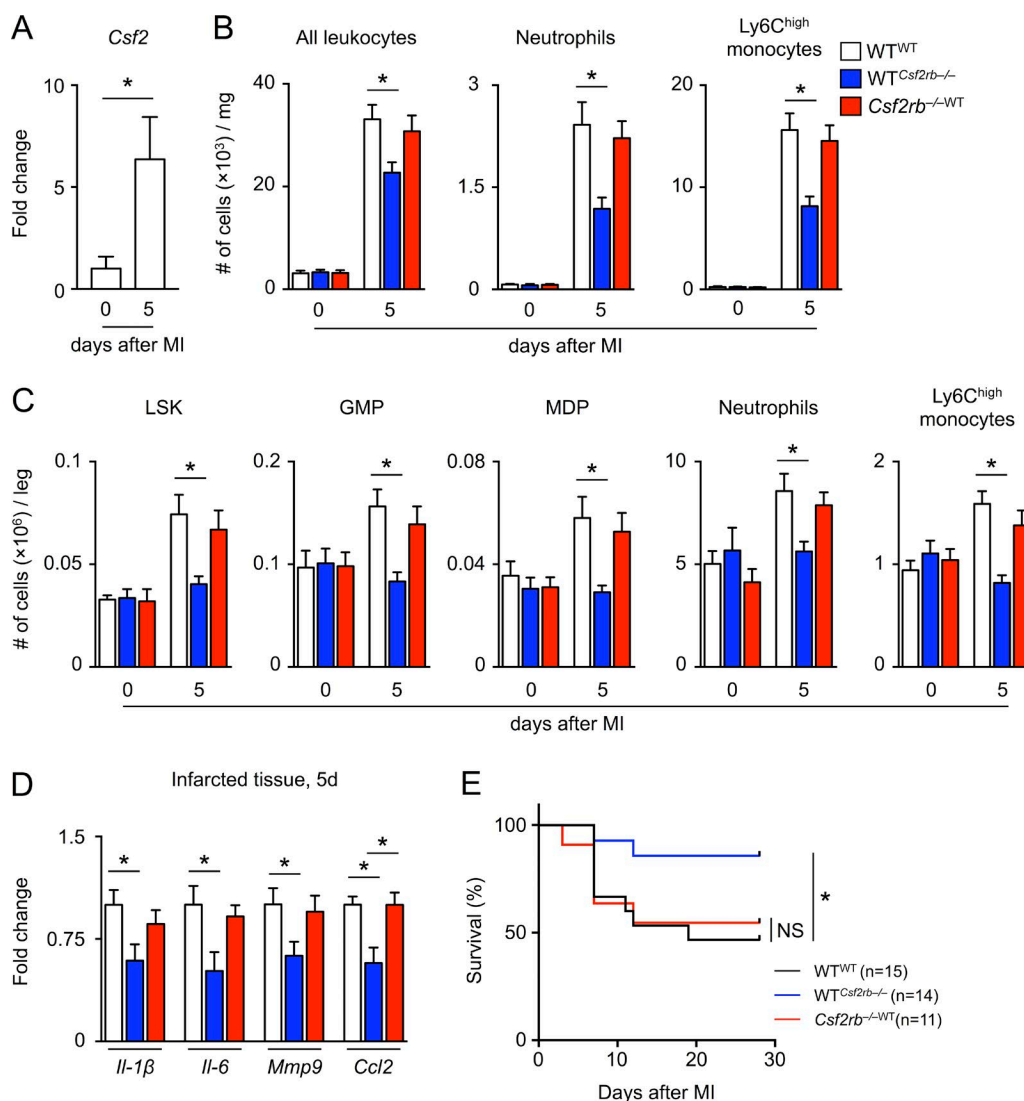 A
Csf2
*
10
5
0
Fold change
0 5
days after MI
B
All leukocytes
Neutrophils
Ly6Chigh
monocytes
WTWT
WTCsf2rb–/–
Csf2rb–/–WT
# of cells (×10³) / mg
40
20
0
*
0 5
3
1.5
0
*
0 5
20
10
0
*
0 5
days after MI
C
LSK
GMP
MDP
Neutrophils
Ly6Chigh
monocytes
# of cells (×10⁶) / leg
0.1
0.05
0
*
0 5
0.2
0.1
0
*
0 5
0.08
0.04
0
*
0 5
10
5
0
*
0 5
2
1
0
*
0 5
days after MI
D
Infarcted tissue, 5d
Fold change
1.5
0.75
0
* * * * *
Il-1β Il-6 Mmp9 Ccl2
E
Survival (%)
100
50
0
NS
*
WTWT (n=15)
WTCsf2rb–/– (n=14)
Csf2rb–/–WT (n=11)
0 10 20 30
Days after MI